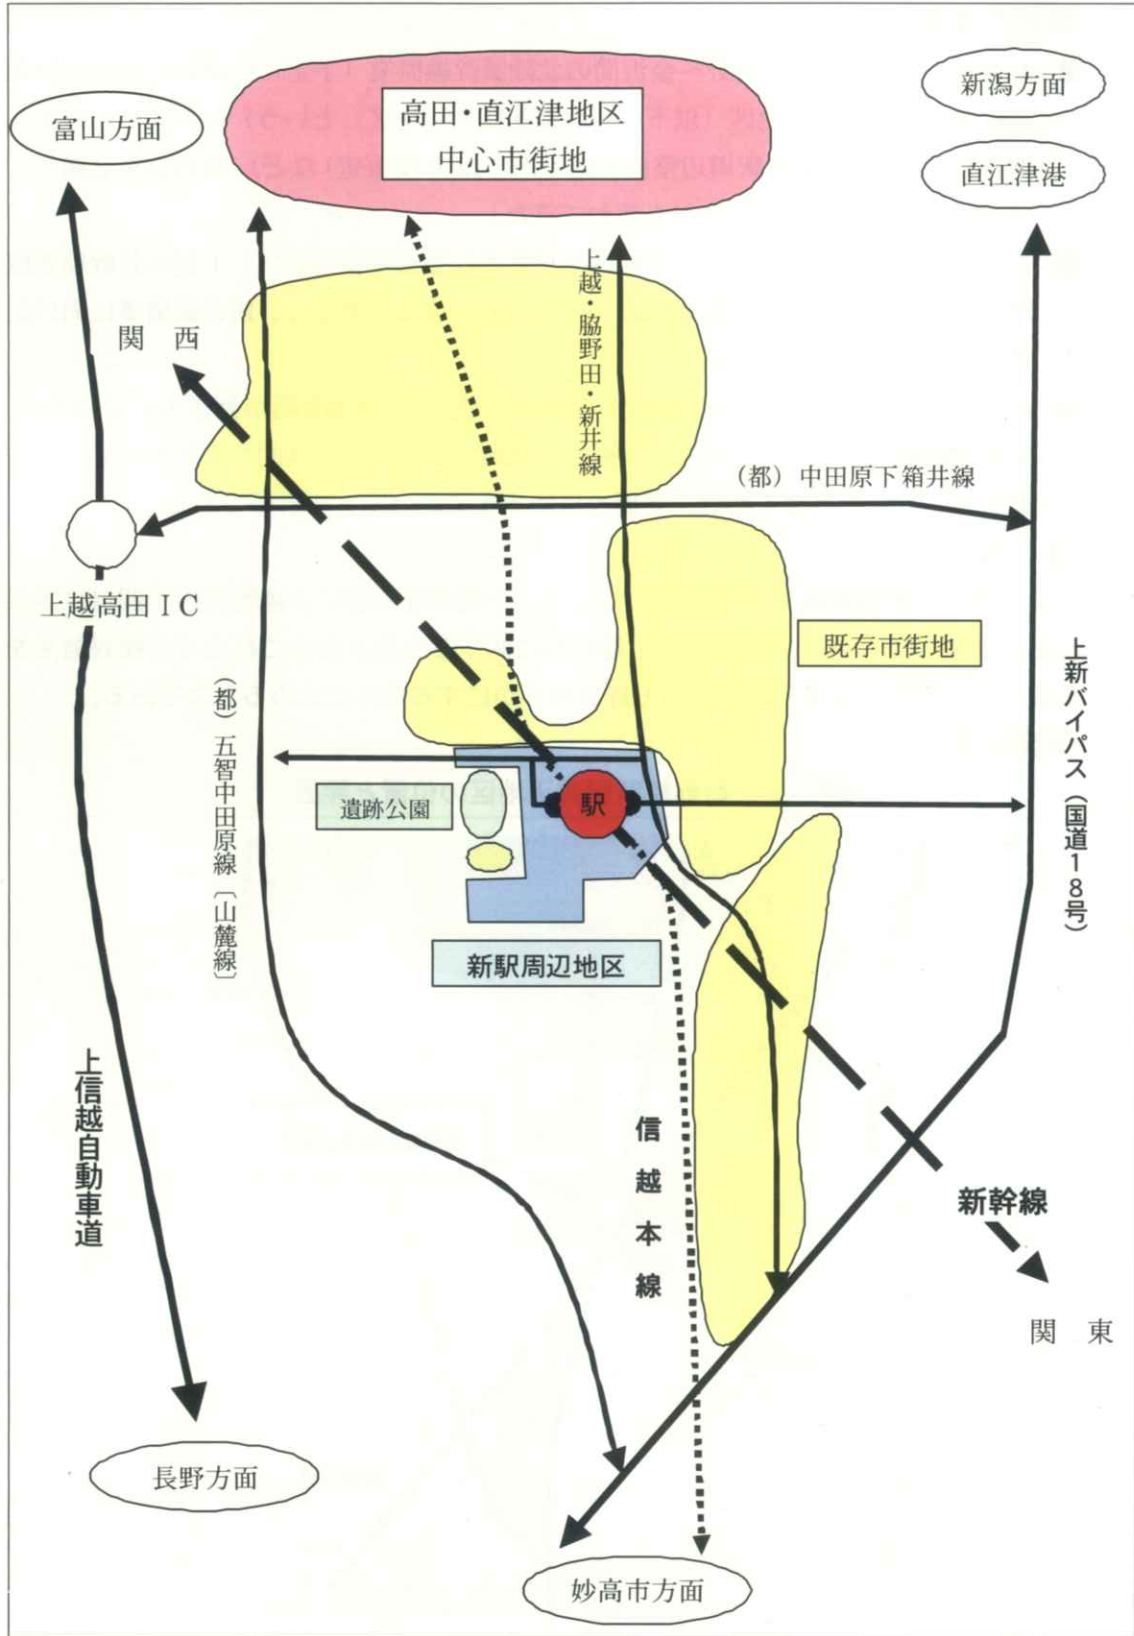 富山方面
高田・直江津地区
中心市街地
新潟方面
直江津港
関 西
上越・脇野田・新井線
(都)中田原下箱井線
上越高田IC
既存市街地
(都)五智中田原線〔山麓線〕
上新バイパス(国道18号)
遺跡公園
駅
新駅周辺地区
上信越自動車道
信越本線
新幹線
関 東
長野方面
妙高市方面